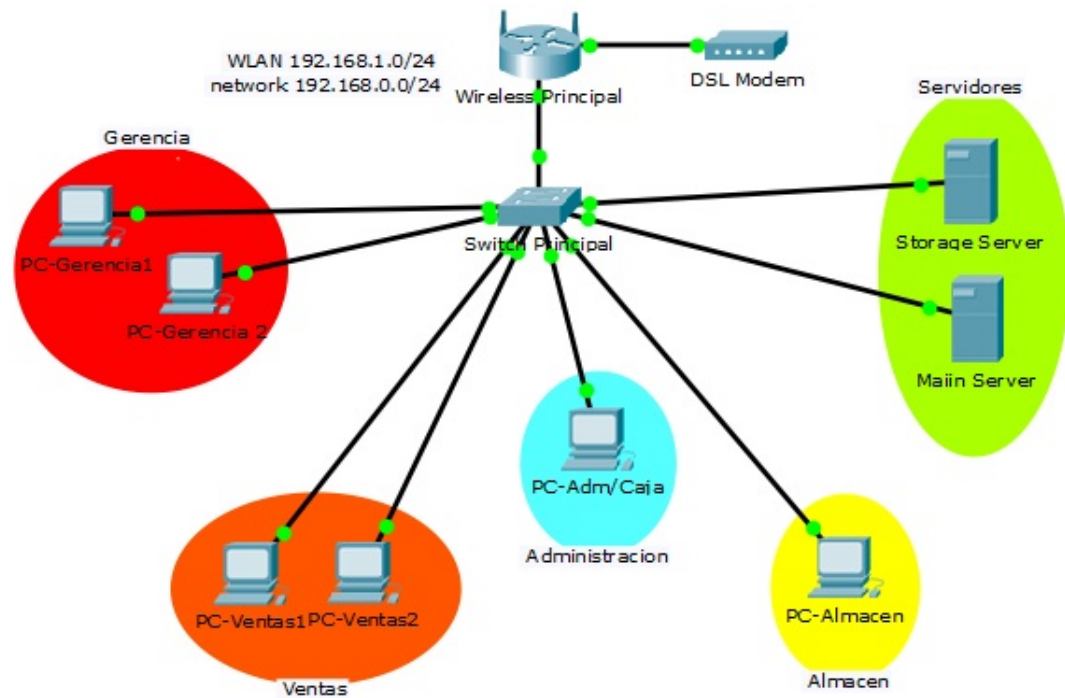 WLAN 192.168.1.0/24
network 192.168.0.0/24
Wireless Principal
DSL Modem
Servidores
Gerencia
PC-Gerencia1
PC-Gerencia 2
Switch Principal
Storage Server
Maiin Server
PC-Adm/Caja
Administracion
PC-Ventas1
PC-Ventas2
Ventas
PC-Almacen
Almacen